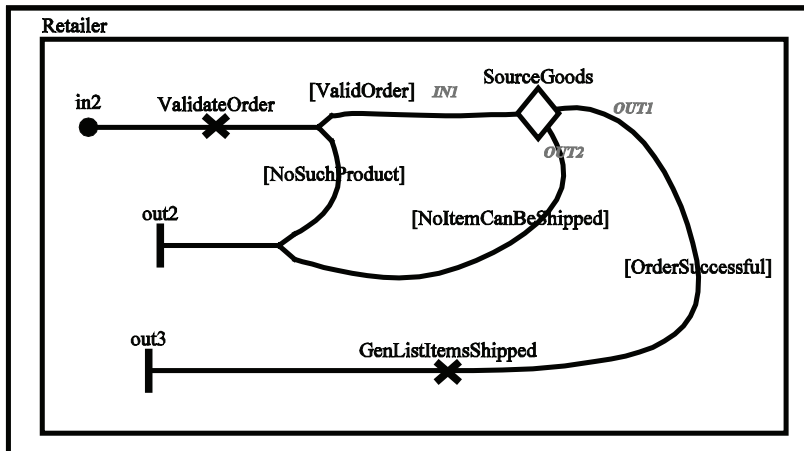 Retailer
SourceGoods
[ValidOrder]
IN1
in2
ValidateOrder
OUT1
OUT2
[NoSuchProduct]
out2
[NoItemCanBeShipped]
[OrderSuccessful]
out3
GenListItemsShipped